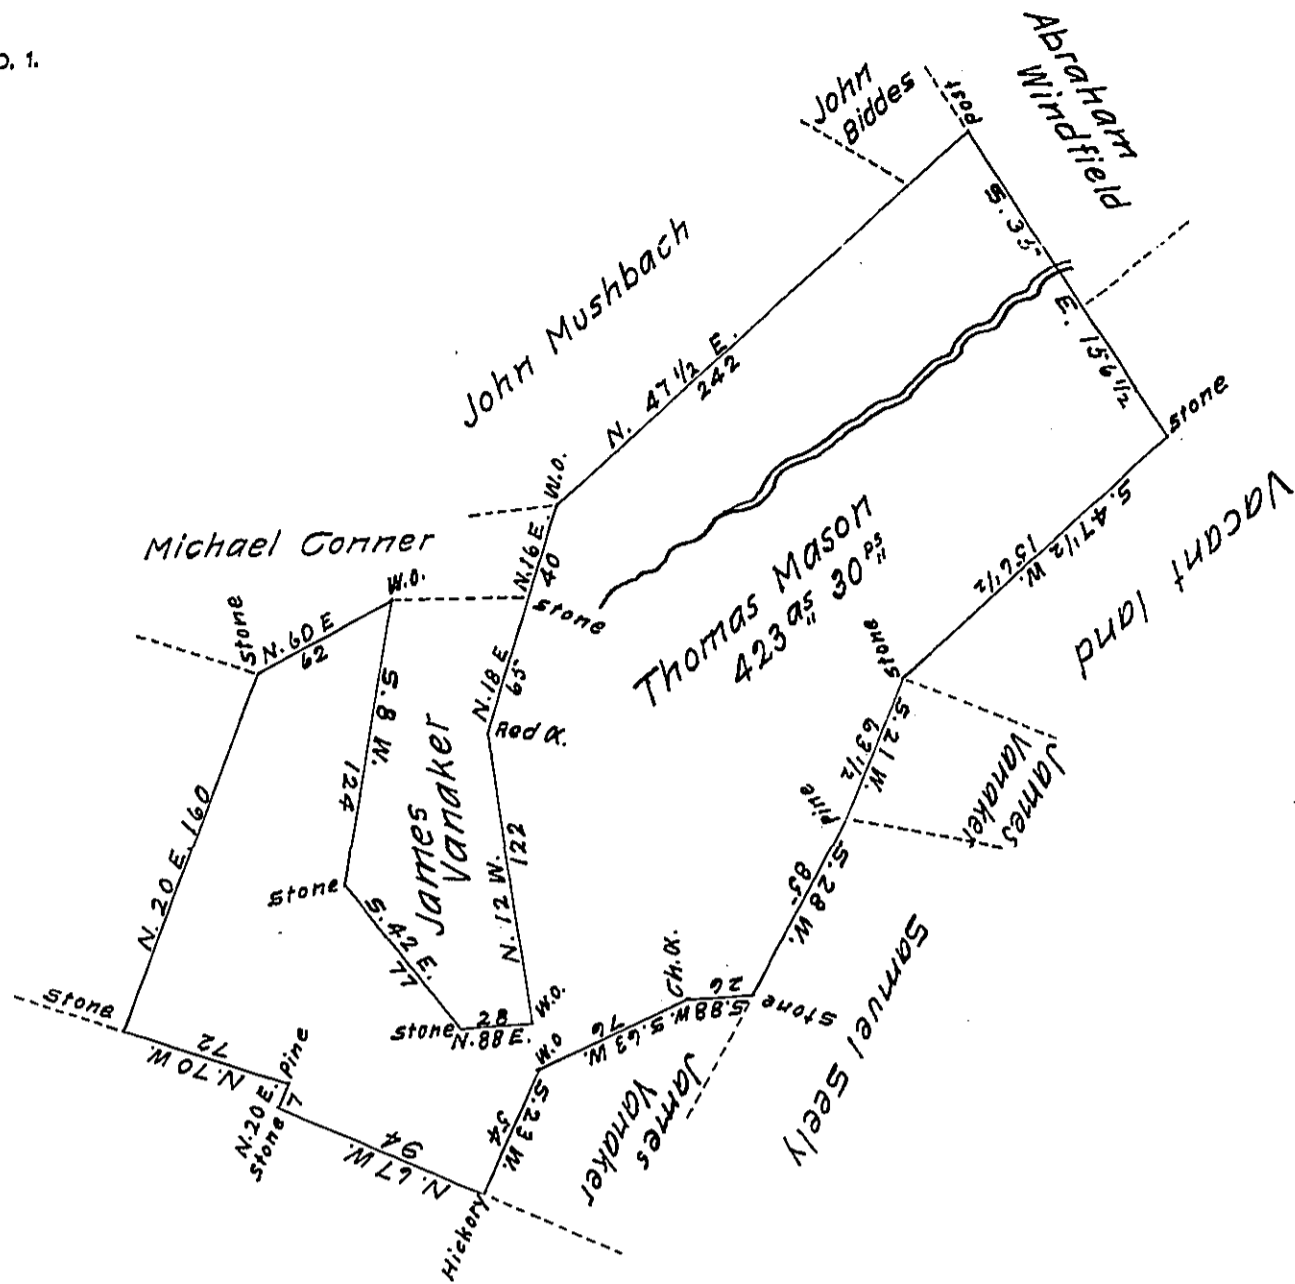 O. 1.
Abraham
Windfield
John
Biddes
post
S. 35
E. 156 1/2
Stone
John Mushbach
N. 47 1/2 E.
242
W.O.
N. 16 E.
40
Michael Conner
W.O.
Stone
Stone
N. 60 E
62
S. 8 W.
124
N. 18 E
65
Red O.
Thomas Mason
423 as 30 ps
" "
S. 47 1/2 W.
156 1/2
Vacant land
Stone
S. 21 W.
63 1/2
James
Vanaker
Pine
S. 28 W.
85
N. 20 E. 160
James
Vanaker
N. 12 W.
122
Stone
S. 42 E.
77
Samuel Seely
Ch. O.
26
S. 88 W.
Stone
W.O.
28
N. 88 E.
Stone
Stone
76
S. 63 W.
W.O
James
Vanaker
72
N. 70 W.
Pine
N. 20 E.
7
Stone
S. 23 W.
54
94
N. 67 W.
Hickory